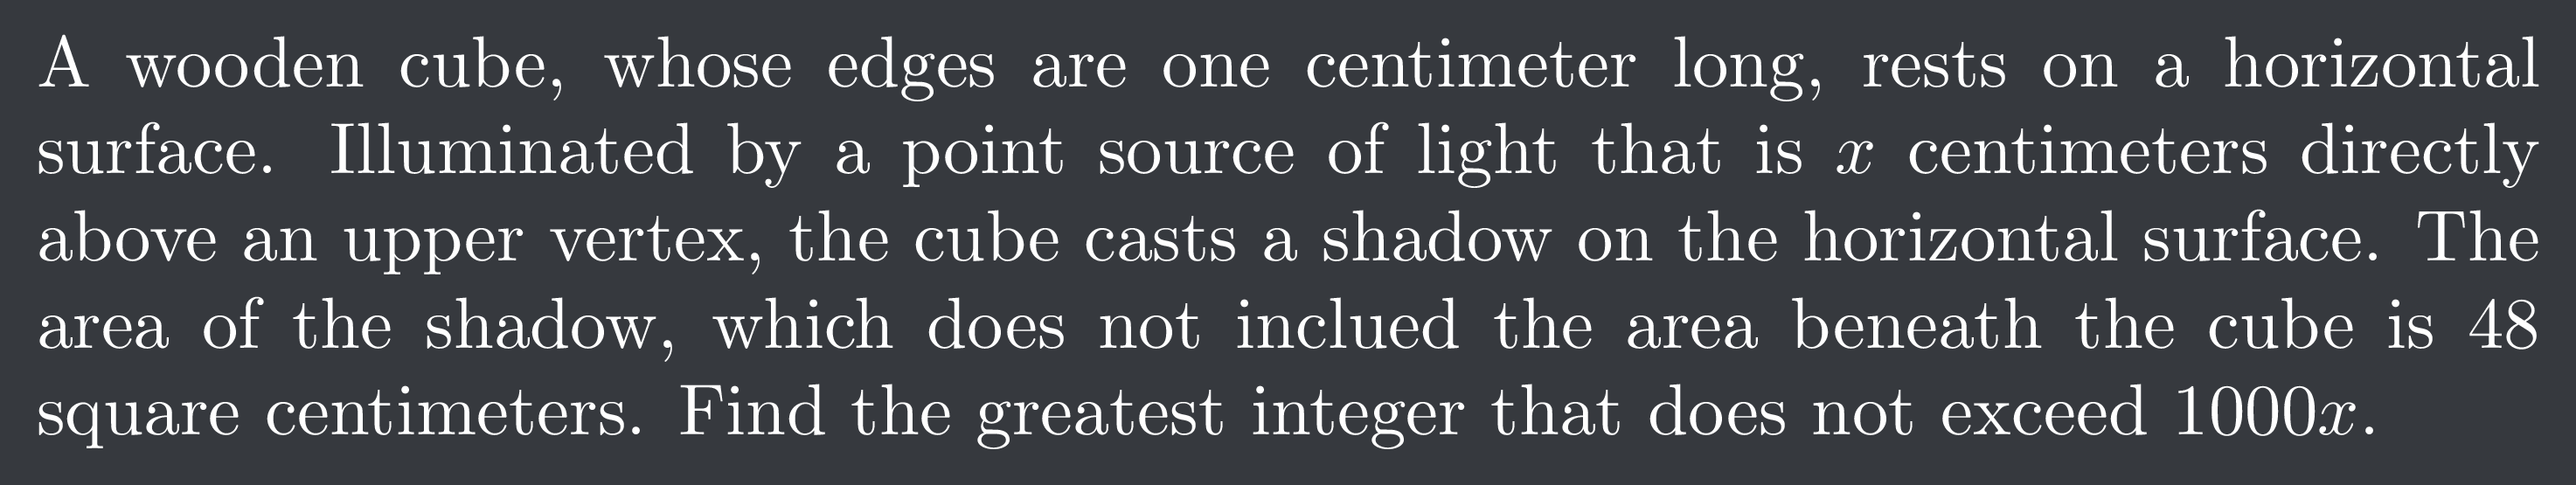 A wooden cube, whose edges are one centimeter long, rests on a horizontal
surface. Illuminated by a point source of light that is x centimeters directly
above an upper vertex, the cube casts a shadow on the horizontal surface. The
area of the shadow, which does not inclued the area beneath the cube is 48
square centimeters. Find the greatest integer that does not exceed 1000x.